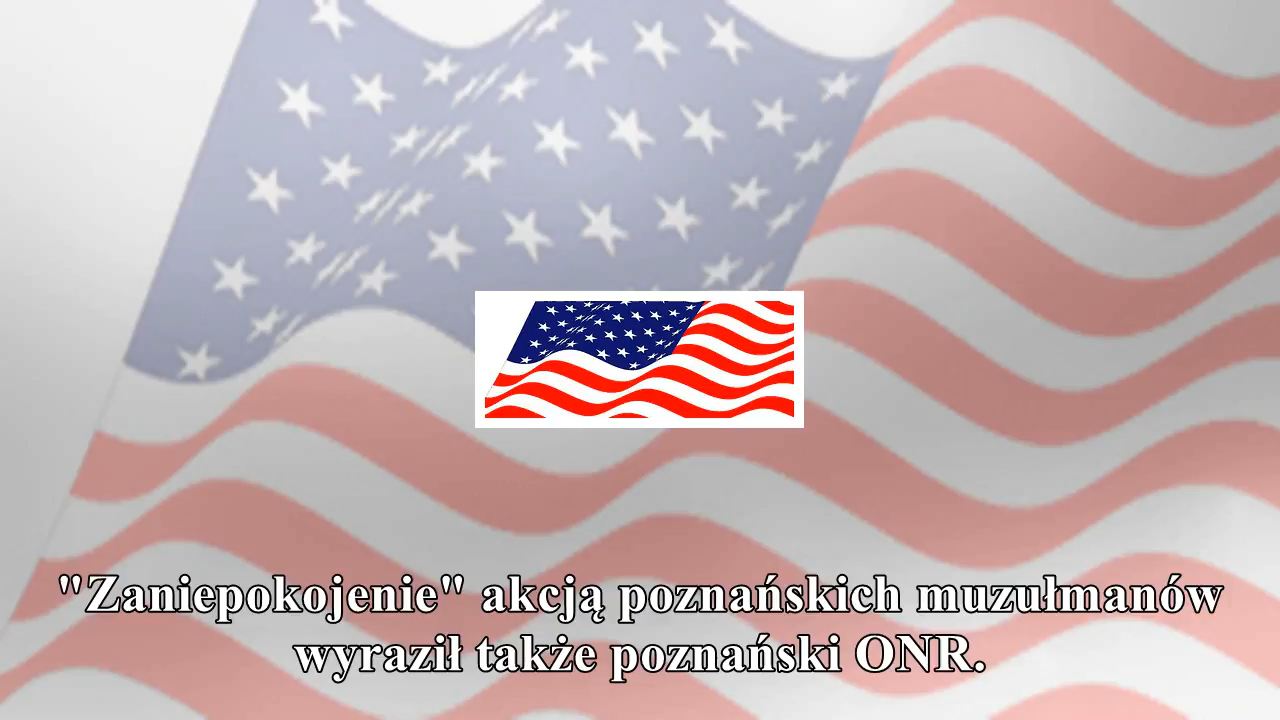 "Zaniepokojenie" akcją poznańskich muzułmanów
wyraził także poznański ONR.